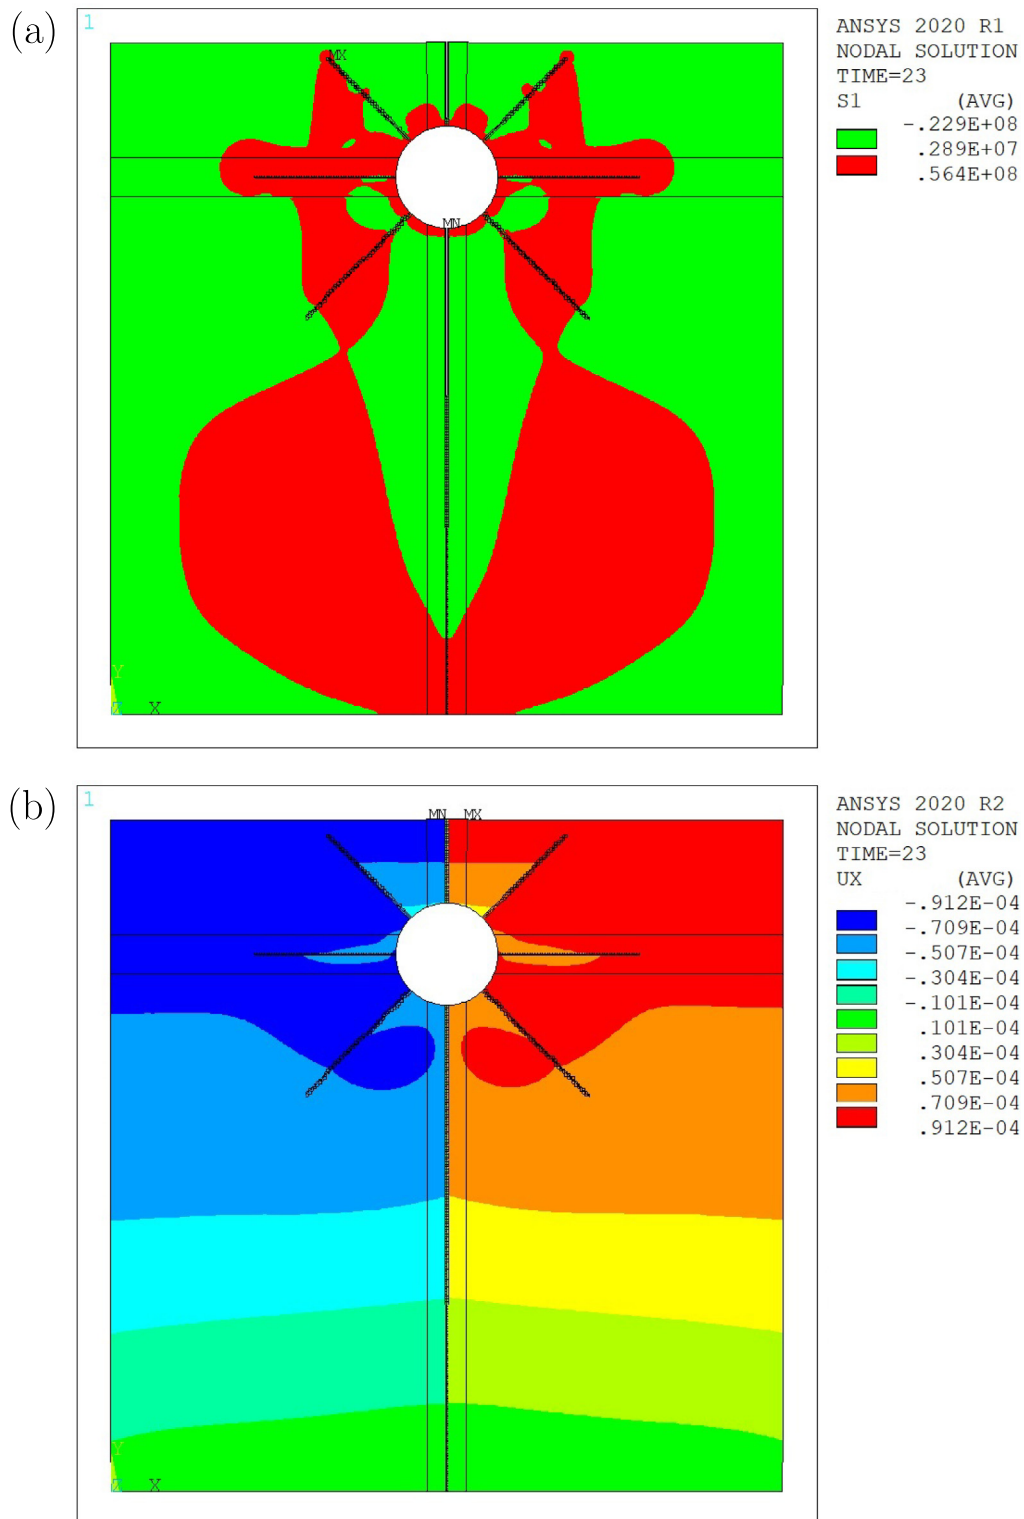 (a)
1
ANSYS 2020 R1
NODAL SOLUTION
TIME=23
S1 (AVG)
-.229E+08
.289E+07
.564E+08
MX
MN
Y
Z X
(b)
1
ANSYS 2020 R2
NODAL SOLUTION
TIME=23
UX (AVG)
-.912E-04
-.709E-04
-.507E-04
-.304E-04
-.101E-04
.101E-04
.304E-04
.507E-04
.709E-04
.912E-04
MN MX
Y
Z X